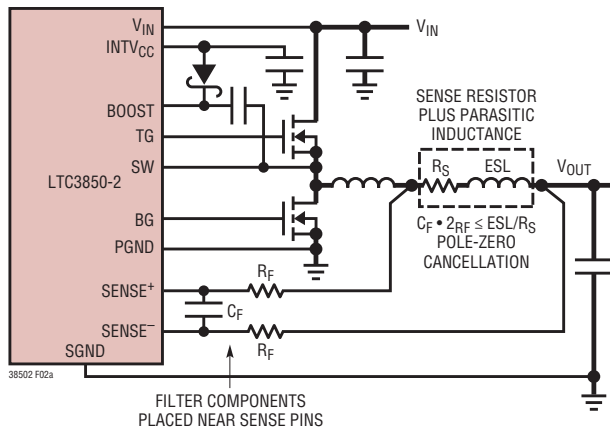 V_IN
V_IN
INTV_CC
BOOST
TG
SW
LTC3850-2
BG
PGND
SENSE+
SENSE–
SGND
SENSE RESISTOR
PLUS PARASITIC
INDUCTANCE
R_S
ESL
V_OUT
C_F • 2_RF ≤ ESL/R_S
POLE-ZERO
CANCELLATION
R_F
C_F
R_F
38502 F02a
FILTER COMPONENTS
PLACED NEAR SENSE PINS